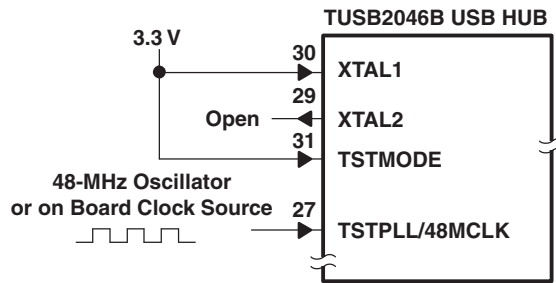 TUSB2046B USB HUB
3.3 V
30
XTAL1
29
Open
XTAL2
31
TSTMODE
48-MHz Oscillator
or on Board Clock Source
27
TSTPLL/48MCLK